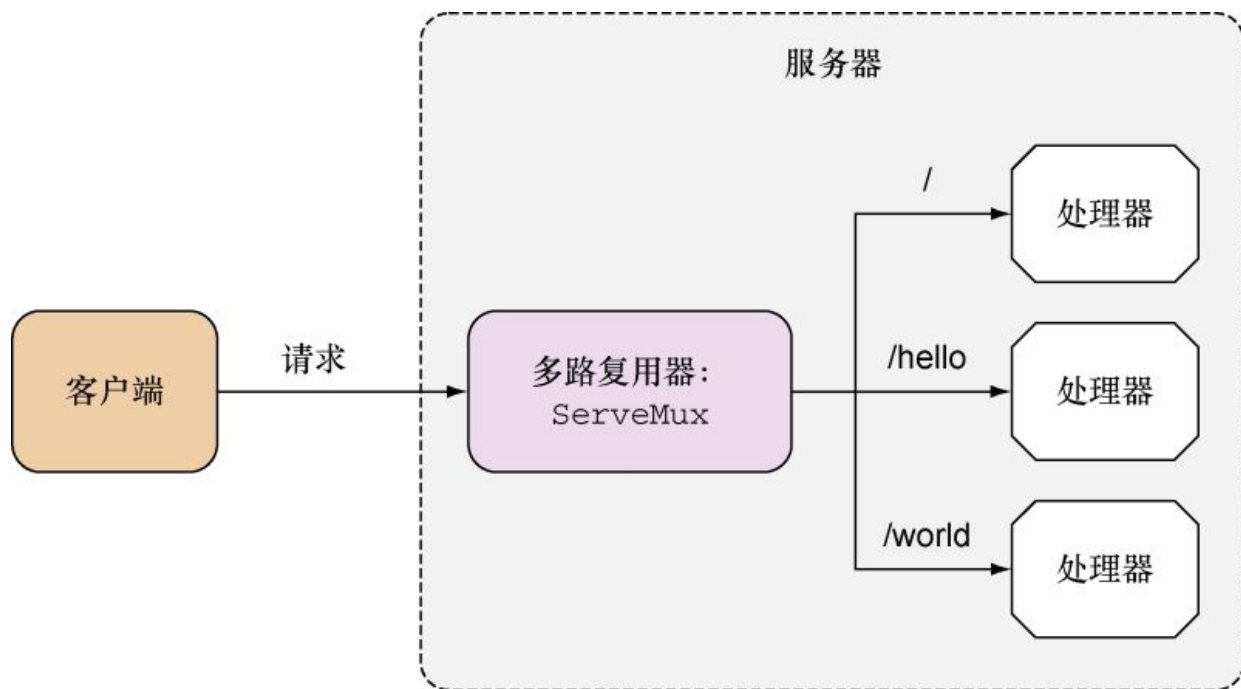 服务器
/
处理器
客户端
请求
多路复用器:
ServeMux
/hello
处理器
/world
处理器